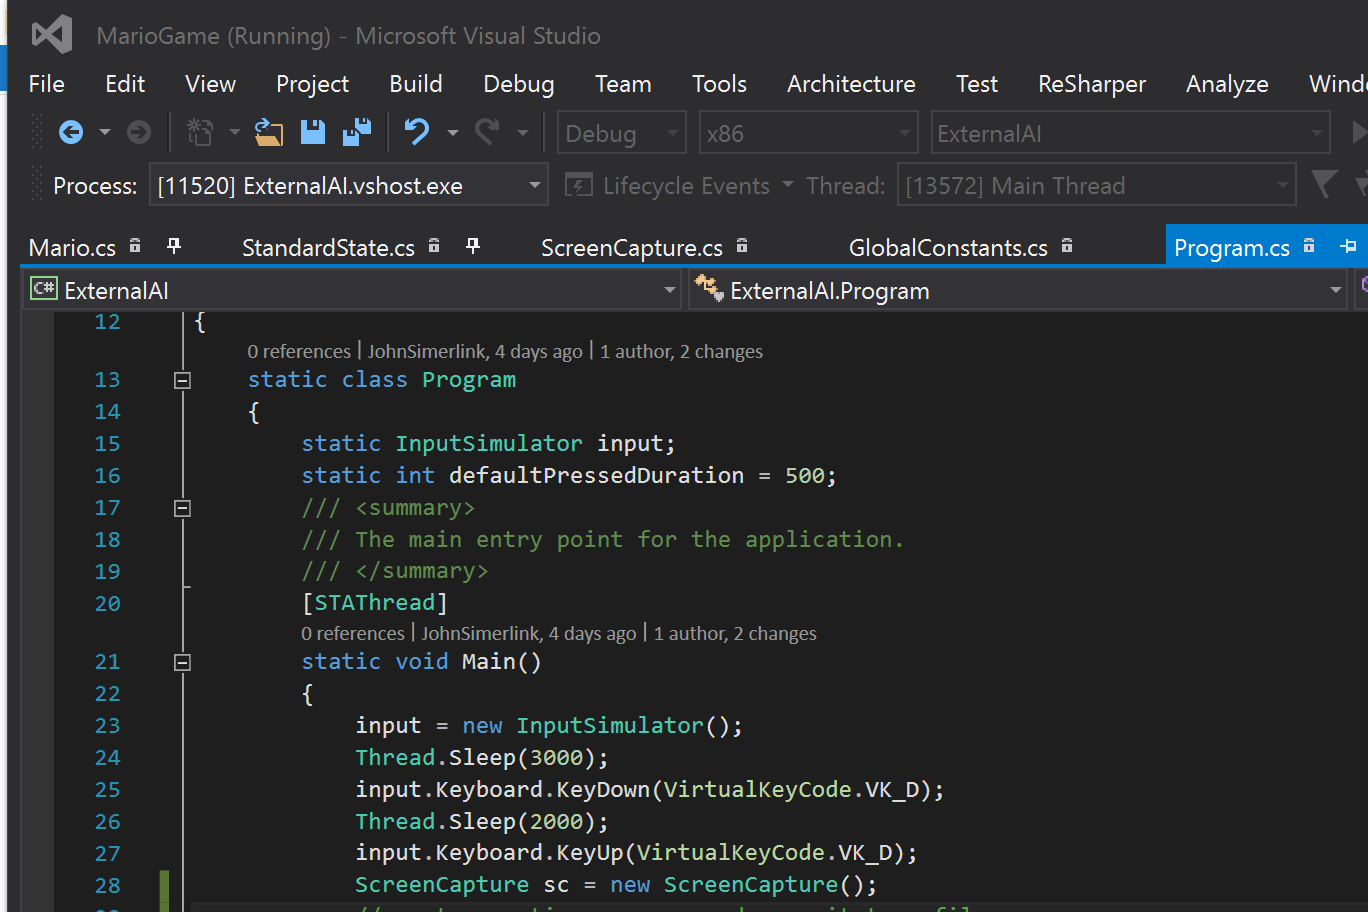 MarioGame (Running) - Microsoft Visual Studio
File Edit View Project Build Debug Team Tools Architecture Test ReSharper Analyze
Debug x86 ExternalAI
Process: [11520] ExternalAI.vshost.exe Lifecycle Events Thread: [13572] Main Thread
Mario.cs StandardState.cs ScreenCapture.cs GlobalConstants.cs Program.cs
C# ExternalAI ExternalAI.Program
12 {
0 references | JohnSimerlink, 4 days ago | 1 author, 2 changes
13 static class Program
14 {
15 static InputSimulator input;
16 static int defaultPressedDuration = 500;
17 /// <summary>
18 /// The main entry point for the application.
19 /// </summary>
20 [STAThread]
0 references | JohnSimerlink, 4 days ago | 1 author, 2 changes
21 static void Main()
22 {
23 input = new InputSimulator();
24 Thread.Sleep(3000);
25 input.Keyboard.KeyDown(VirtualKeyCode.VK_D);
26 Thread.Sleep(2000);
27 input.Keyboard.KeyUp(VirtualKeyCode.VK_D);
28 ScreenCapture sc = new ScreenCapture();